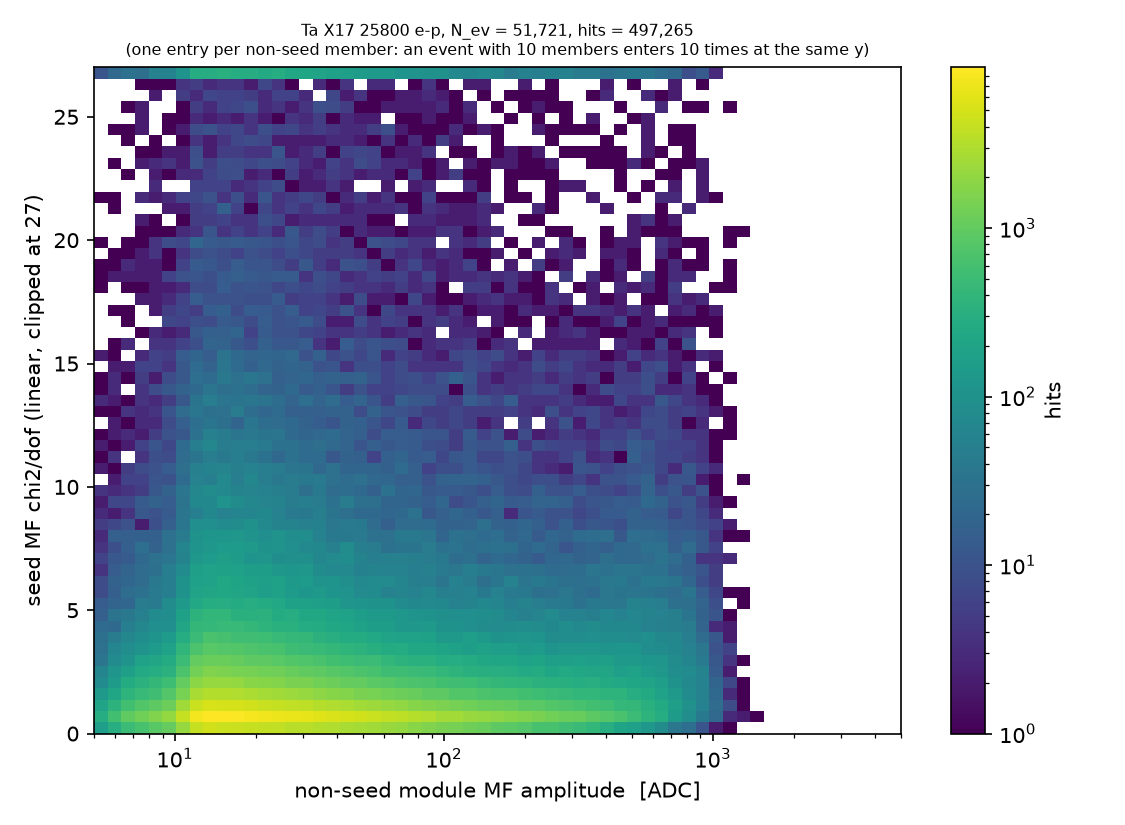 Ta X17 25800 e-p, N_ev = 51,721, hits = 497,265
(one entry per non-seed member: an event with 10 members enters 10 times at the same y)
seed MF chi2/dof (linear, clipped at 27)
25
20
15
10
5
0
10¹
10²
10³
non-seed module MF amplitude [ADC]
10³
10²
10¹
10⁰
hits